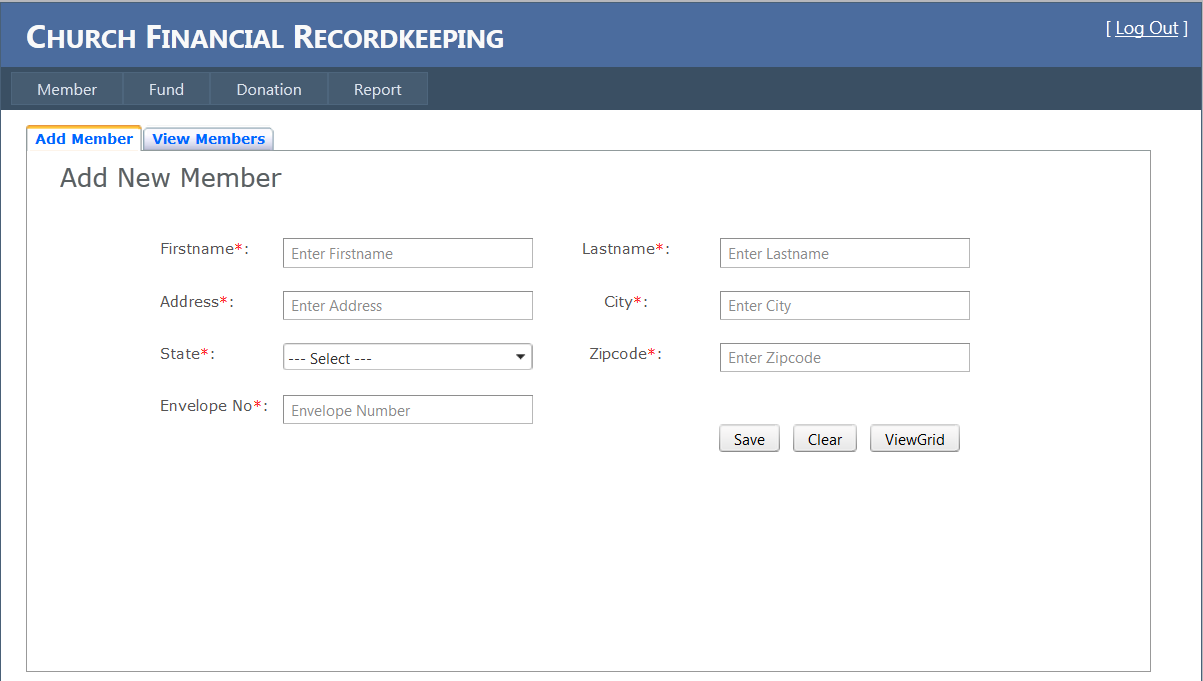 CHURCH FINANCIAL RECORDKEEPING
[ Log Out ]
Member Fund Donation Report
Add Member View Members
Add New Member
Firstname*: Enter Firstname Lastname*: Enter Lastname
Address*: Enter Address City*: Enter City
State*: --- Select --- Zipcode*: Enter Zipcode
Envelope No*: Envelope Number
Save Clear ViewGrid